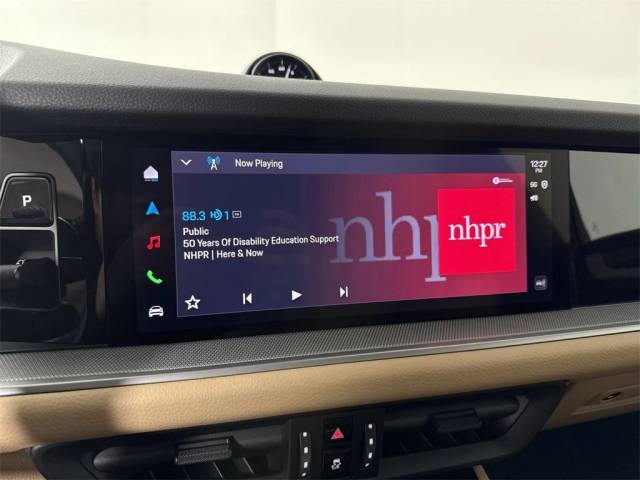 Now Playing
12:27
PM
5G
88.3 HD 1
Public
50 Years Of Disability Education Support
NHPR | Here & Now
nhpr
nhpr
P